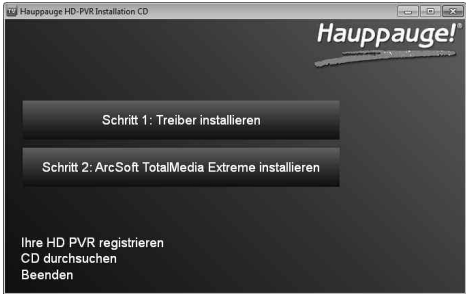 Hauppauge HD-PVR Installation CD
Hauppauge!®
Schritt 1: Treiber installieren
Schritt 2: ArcSoft TotalMedia Extreme installieren
Ihre HD PVR registrieren
CD durchsuchen
Beenden